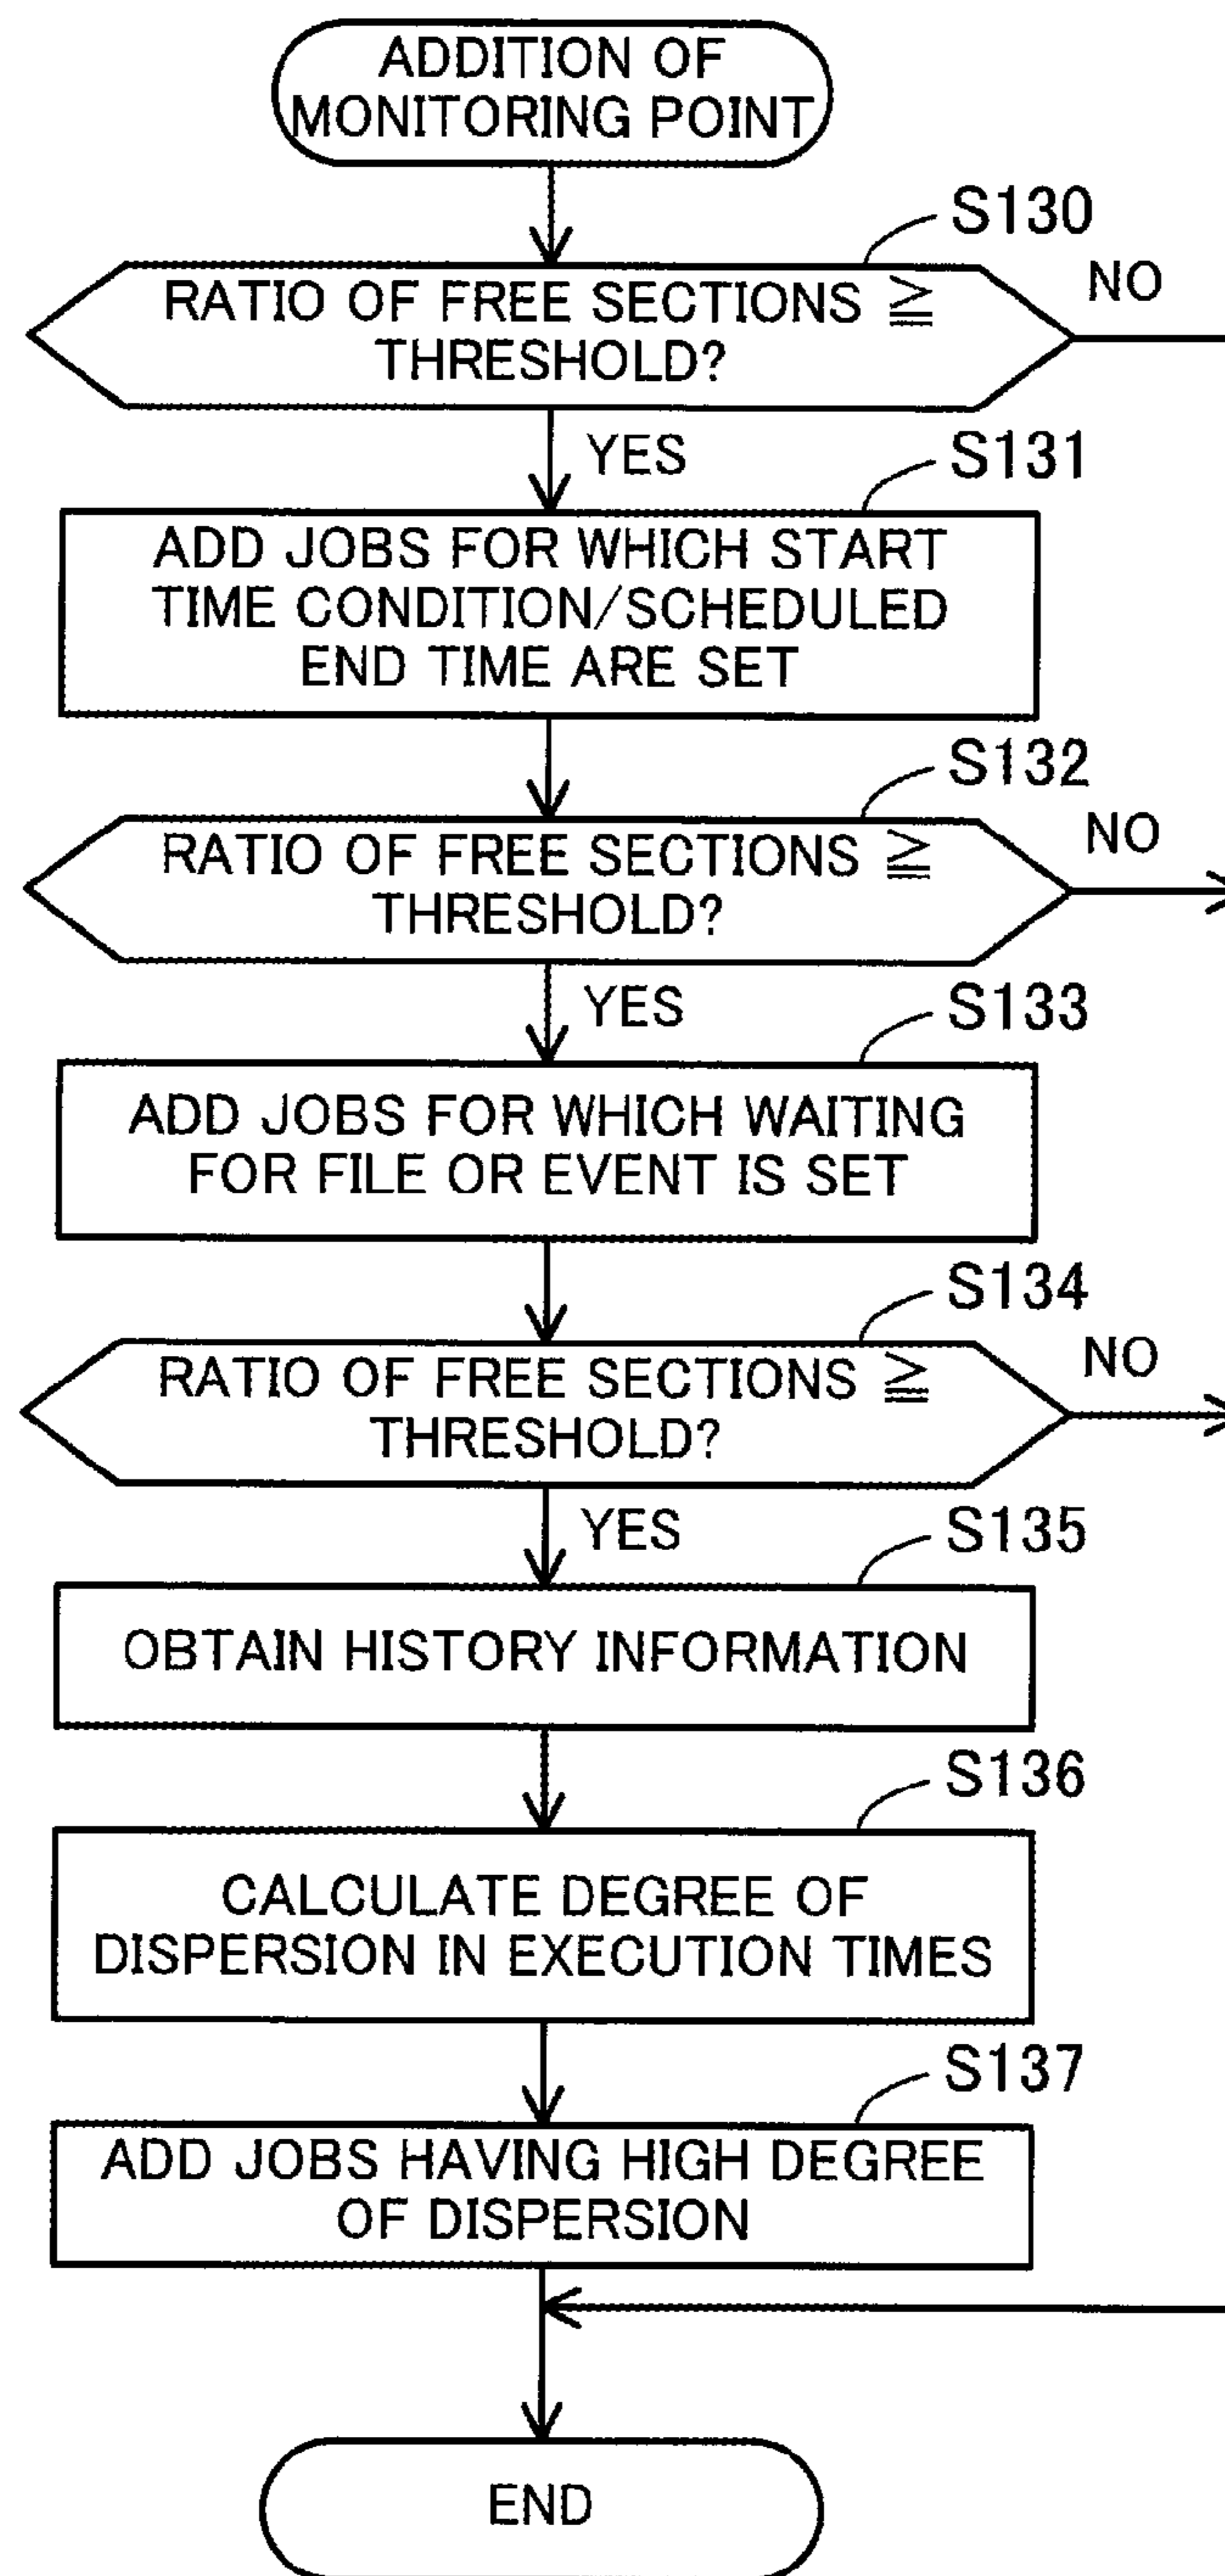 ADDITION OF
MONITORING POINT
S130
RATIO OF FREE SECTIONS ≧
THRESHOLD?
NO
YES
S131
ADD JOBS FOR WHICH START
TIME CONDITION/SCHEDULED
END TIME ARE SET
S132
RATIO OF FREE SECTIONS ≧
THRESHOLD?
NO
YES
S133
ADD JOBS FOR WHICH WAITING
FOR FILE OR EVENT IS SET
S134
RATIO OF FREE SECTIONS ≧
THRESHOLD?
NO
YES
S135
OBTAIN HISTORY INFORMATION
S136
CALCULATE DEGREE OF
DISPERSION IN EXECUTION TIMES
S137
ADD JOBS HAVING HIGH DEGREE
OF DISPERSION
END